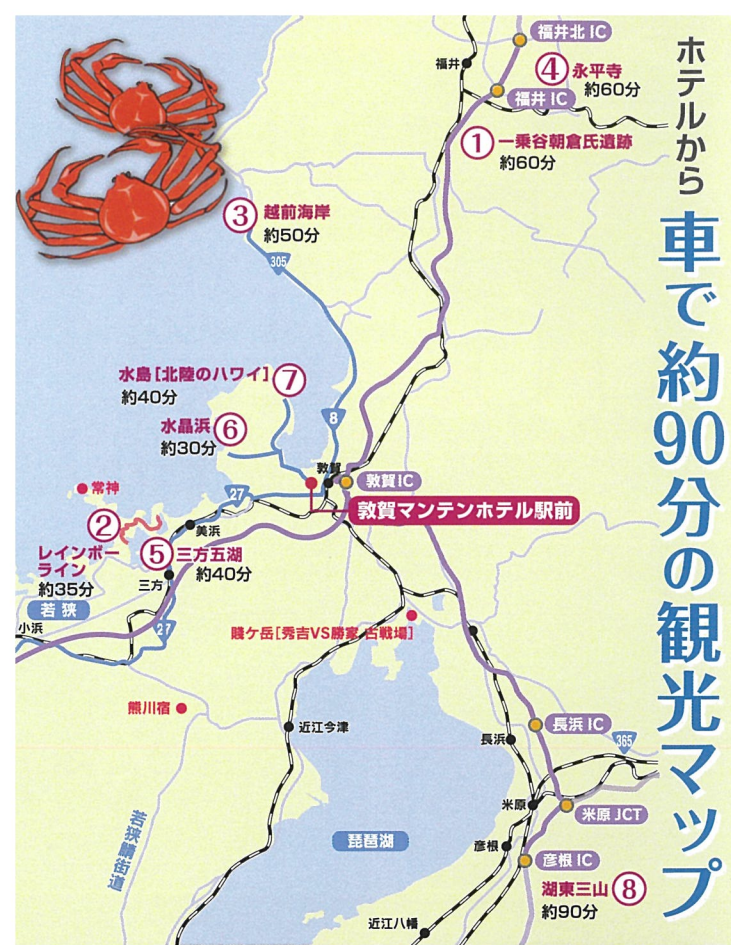 ホテルから
車で約90分の観光マップ
福井北IC
福井
④永平寺
約60分
福井IC
①一乗谷朝倉氏遺跡
約60分
③越前海岸
約50分
305
水島[北陸のハワイ]⑦
約40分
水晶浜⑥
約30分
8
敦賀
敦賀IC
27
敦賀マンテンホテル駅前
常神
②
レインボー
ライン
約35分
美浜
⑤三方五湖
約40分
三方
若狭
小浜
27
賤ケ岳[秀吉VS勝家 古戦場]
熊川宿
近江今津
長浜IC
長浜
365
米原
米原JCT
若狭鯖街道
琵琶湖
彦根
彦根IC
湖東三山⑧
約90分
近江八幡